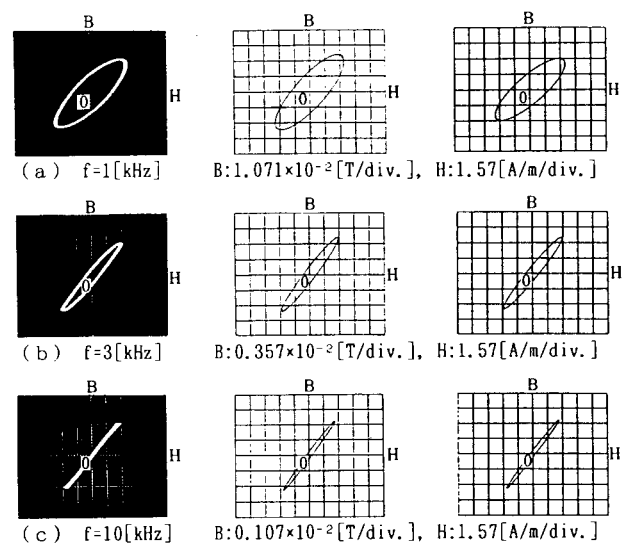 B B B
0 H 0 H 0 H
(a) f=1[kHz] B:1.071×10⁻²[T/div.], H:1.57[A/m/div.]
B B B
0 H 0 H 0 H
(b) f=3[kHz] B:0.357×10⁻²[T/div.], H:1.57[A/m/div.]
B B B
0 H 0 H 0 H
(c) f=10[kHz] B:0.107×10⁻²[T/div.], H:1.57[A/m/div.]